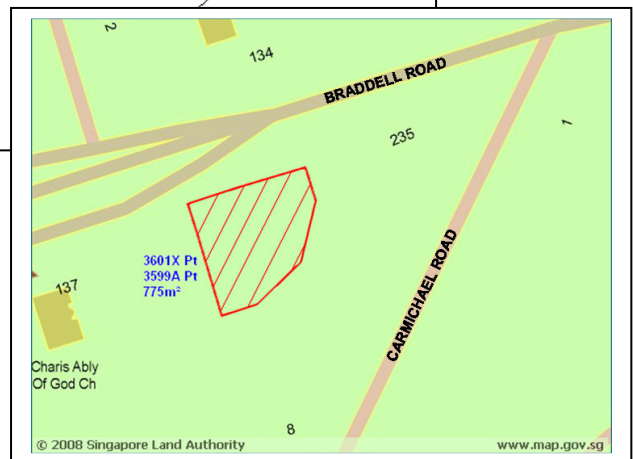 2
134
BRADDELL ROAD
235
1
3601X Pt
3599A Pt
775m²
137
CARMICHAEL ROAD
Charis Ably
Of God Ch
8
© 2008 Singapore Land Authority
www.map.gov.sg